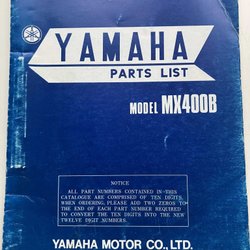 YAMAHA
PARTS LIST
MODEL MX400B
NOTICE
ALL PART NUMBERS CONTAINED IN THIS
CATALOGUE ARE COMPRISED OF TEN DIGITS.
WHEN ORDERING, PLEASE ADD TWO ZEROS TO
THE END OF EACH PART NUMBER REQUIRED
TO CONVERT THE TEN DIGITS INTO THE NEW
TWELVE DIGIT NUMBERS.
YAMAHA MOTOR CO., LTD.